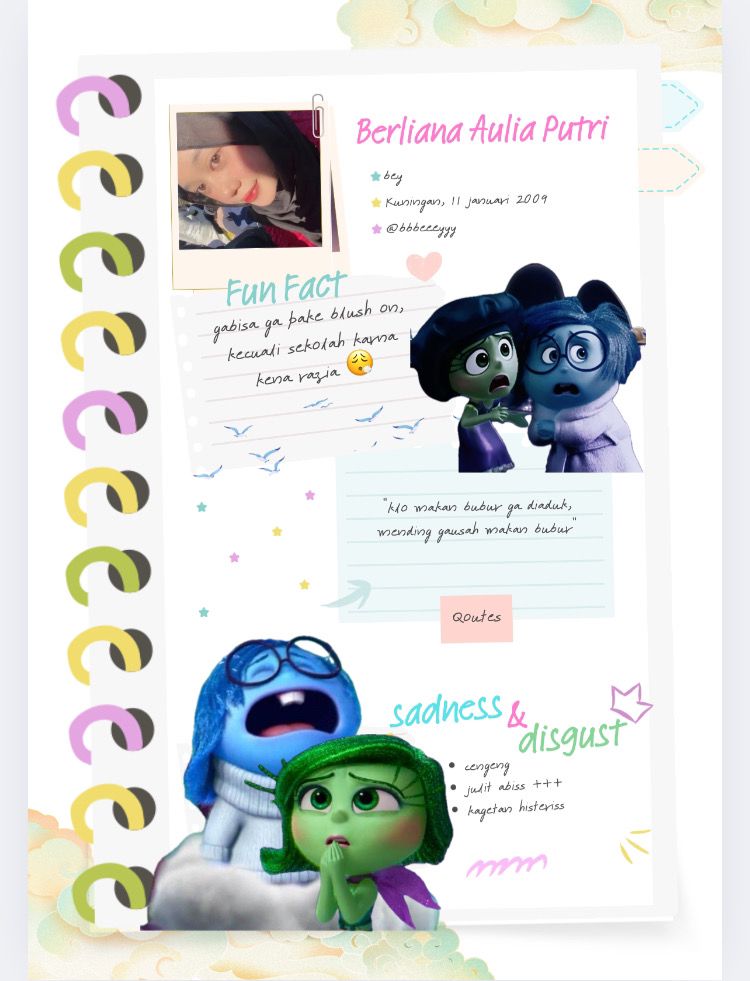 Berliana Aulia Putri
bey
Kuningan, 11 januari 2009
@bbbeeeyyy
Fun Fact
gabisa ga pake blush on,
kecuali sekolah karna
kena razia 😮‍💨
"klo makan bubur ga diaduk,
mending gausah makan bubur"
Qoutes
sadness &
disgust
cengeng
julit abiss +++
kagetan histeriss